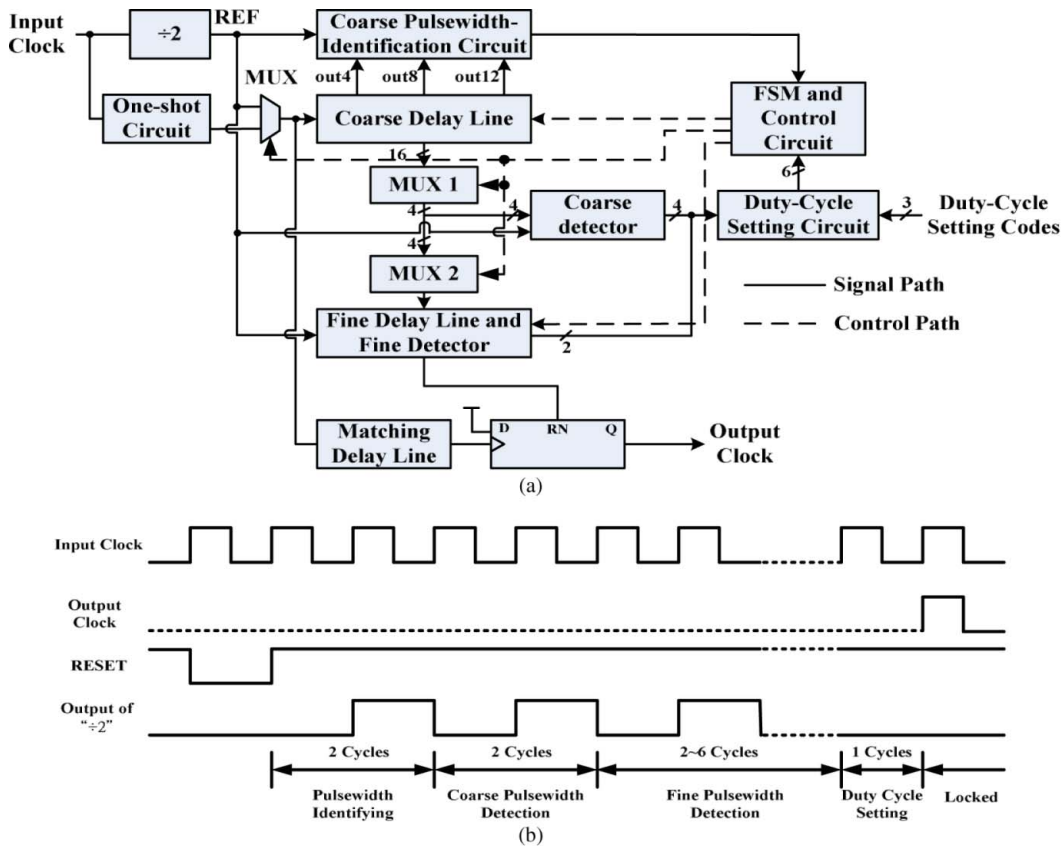 Input
Clock
÷2
REF
Coarse Pulsewidth-
Identification Circuit
out4
out8
out12
MUX
One-shot
Circuit
Coarse Delay Line
FSM and
Control
Circuit
16
6
MUX 1
4
4
Coarse
detector
4
Duty-Cycle
Setting Circuit
3
Duty-Cycle
Setting Codes
4
MUX 2
Signal Path
Fine Delay Line and
Fine Detector
2
Control Path
Matching
Delay Line
D
RN
Q
Output
Clock
(a)
Input Clock
Output
Clock
RESET
Output of
“÷2”
2 Cycles
2 Cycles
2~6 Cycles
1 Cycles
Pulsewidth
Identifying
Coarse Pulsewidth
Detection
Fine Pulsewidth
Detection
Duty Cycle
Setting
Locked
(b)